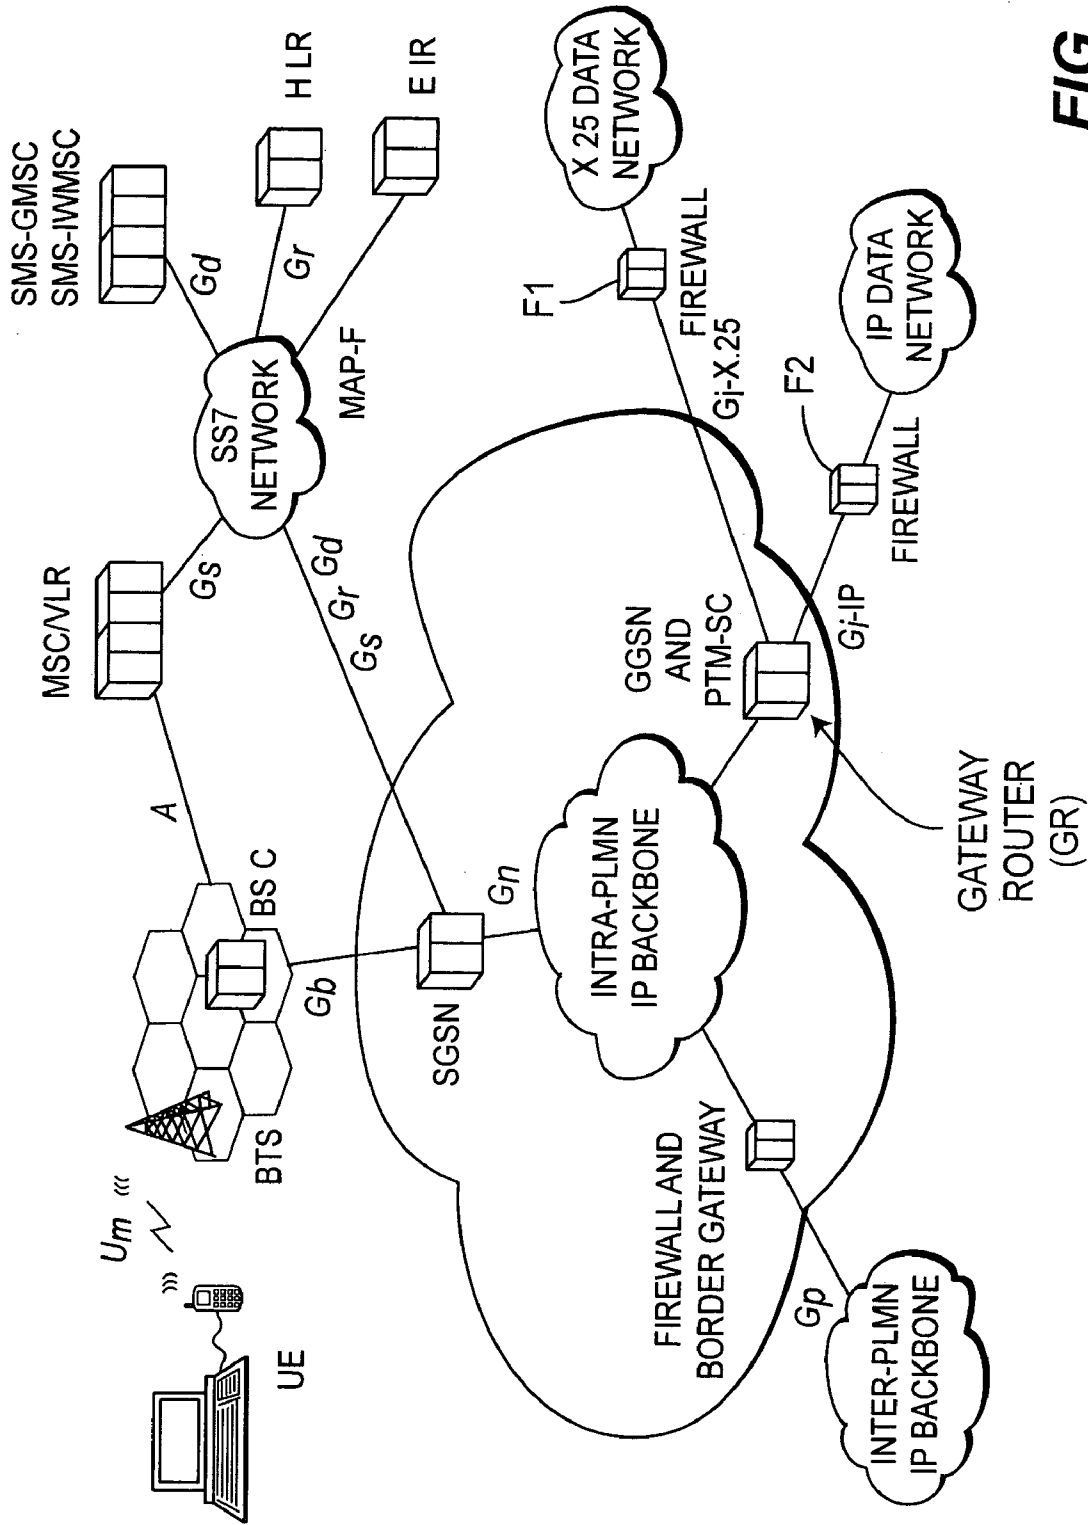 SMS-GMSC
SMS-IWMSC
Gd
H LR
Gr
E IR
MSC/VLR
Gs
SS7
NETWORK
MAP-F
A
Um
BS C
BTS
UE
Gb
Gs Gr Gd
SGSN
Gn
INTRA-PLMN
IP BACKBONE
GGSN
AND
PTM-SC
F1
FIREWALL
Gi-X.25
X 25 DATA
NETWORK
F2
FIREWALL
Gi-IP
IP DATA
NETWORK
FIREWALL AND
BORDER GATEWAY
Gp
INTER-PLMN
IP BACKBONE
GATEWAY
ROUTER
(GR)
FIG